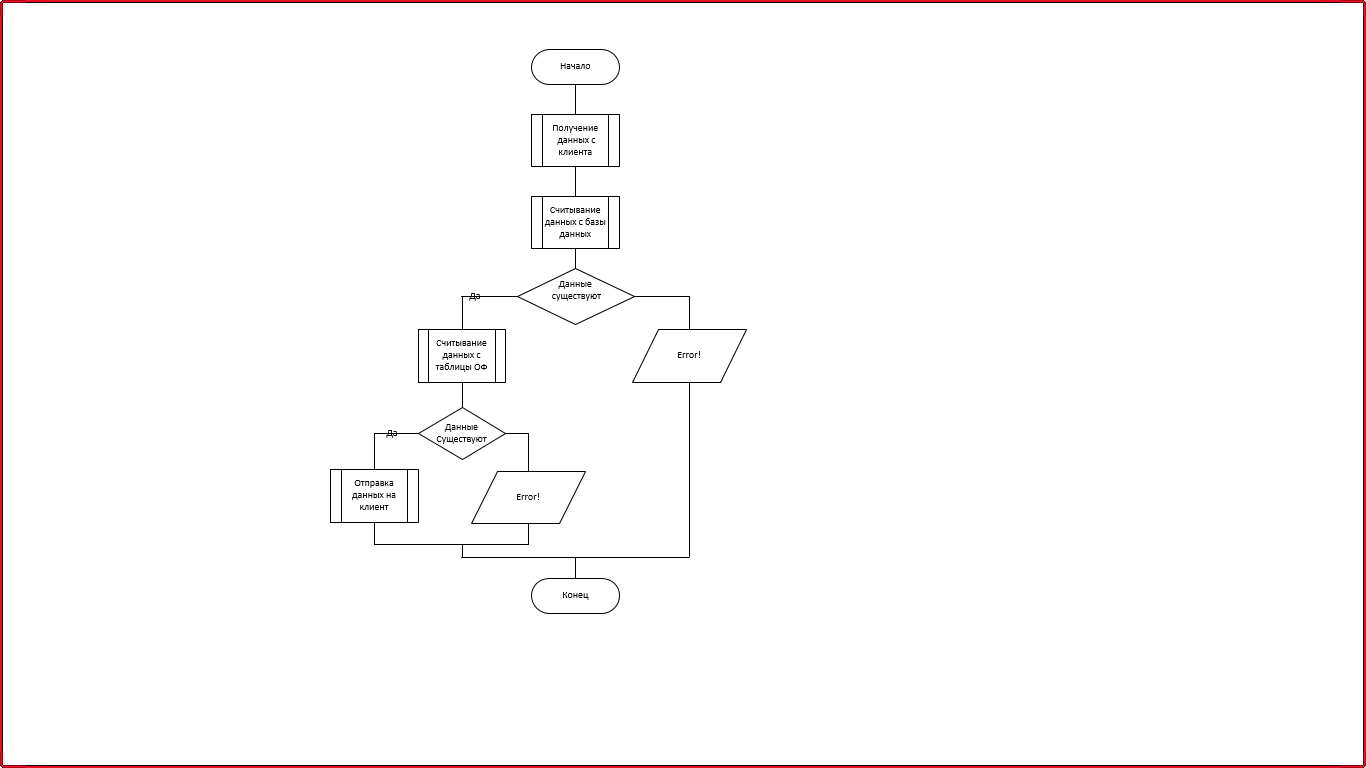 Начало
Получение
данных с
клиента
Считывание
данных с базы
данных
Данные
существуют
Да
Считывание
данных с
таблицы ОФ
Error!
Данные
Существуют
Да
Отправка
данных на
клиент
Error!
Конец